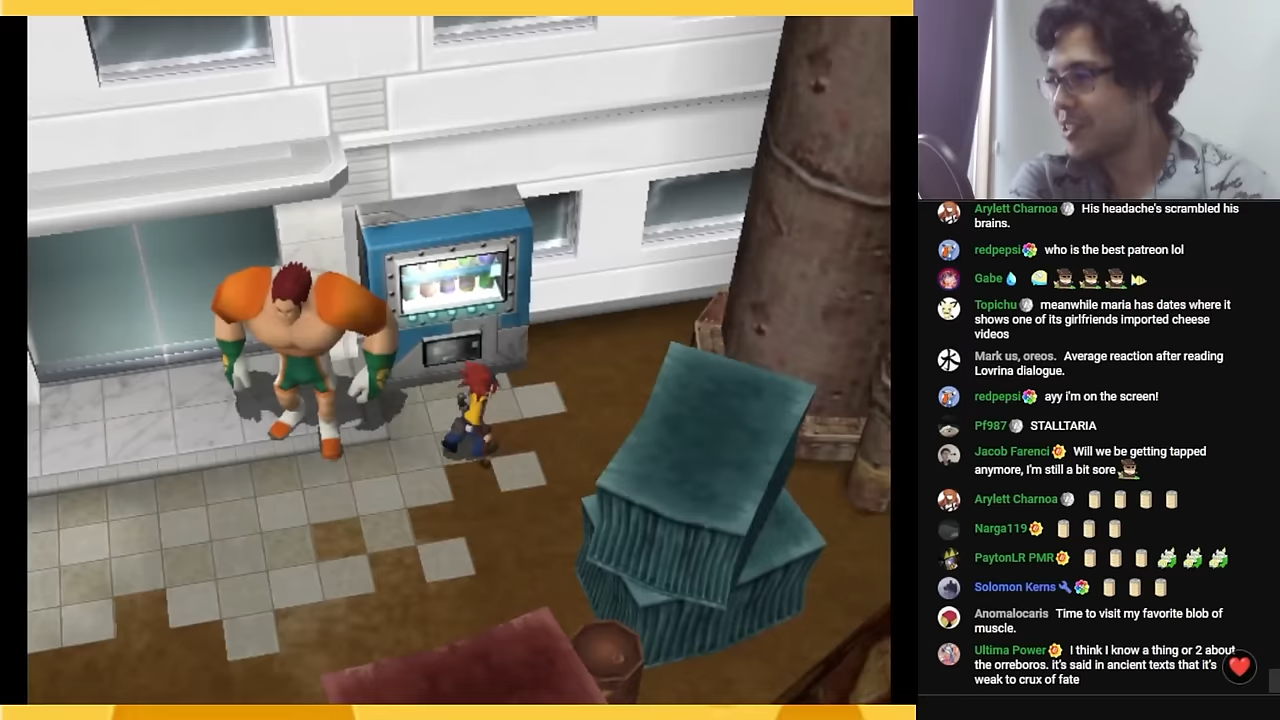 Arylett Charnoa His headache's scrambled his
brains.
redpepsi who is the best patreon lol
Gabe
Topichu meanwhile maria has dates where it
shows one of its girlfriends imported cheese
videos
Mark us, oreos. Average reaction after reading
Lovrina dialogue.
redpepsi ayy i'm on the screen!
Pf987 STALLTARIA
Jacob Farenci Will we be getting tapped
anymore, I'm still a bit sore
Arylett Charnoa
Narga119
PaytonLR PMR
Solomon Kerns
Anomalocaris Time to visit my favorite blob of
muscle.
Ultima Power I think I know a thing or 2 about
the orreboros. it's said in ancient texts that it's
weak to crux of fate